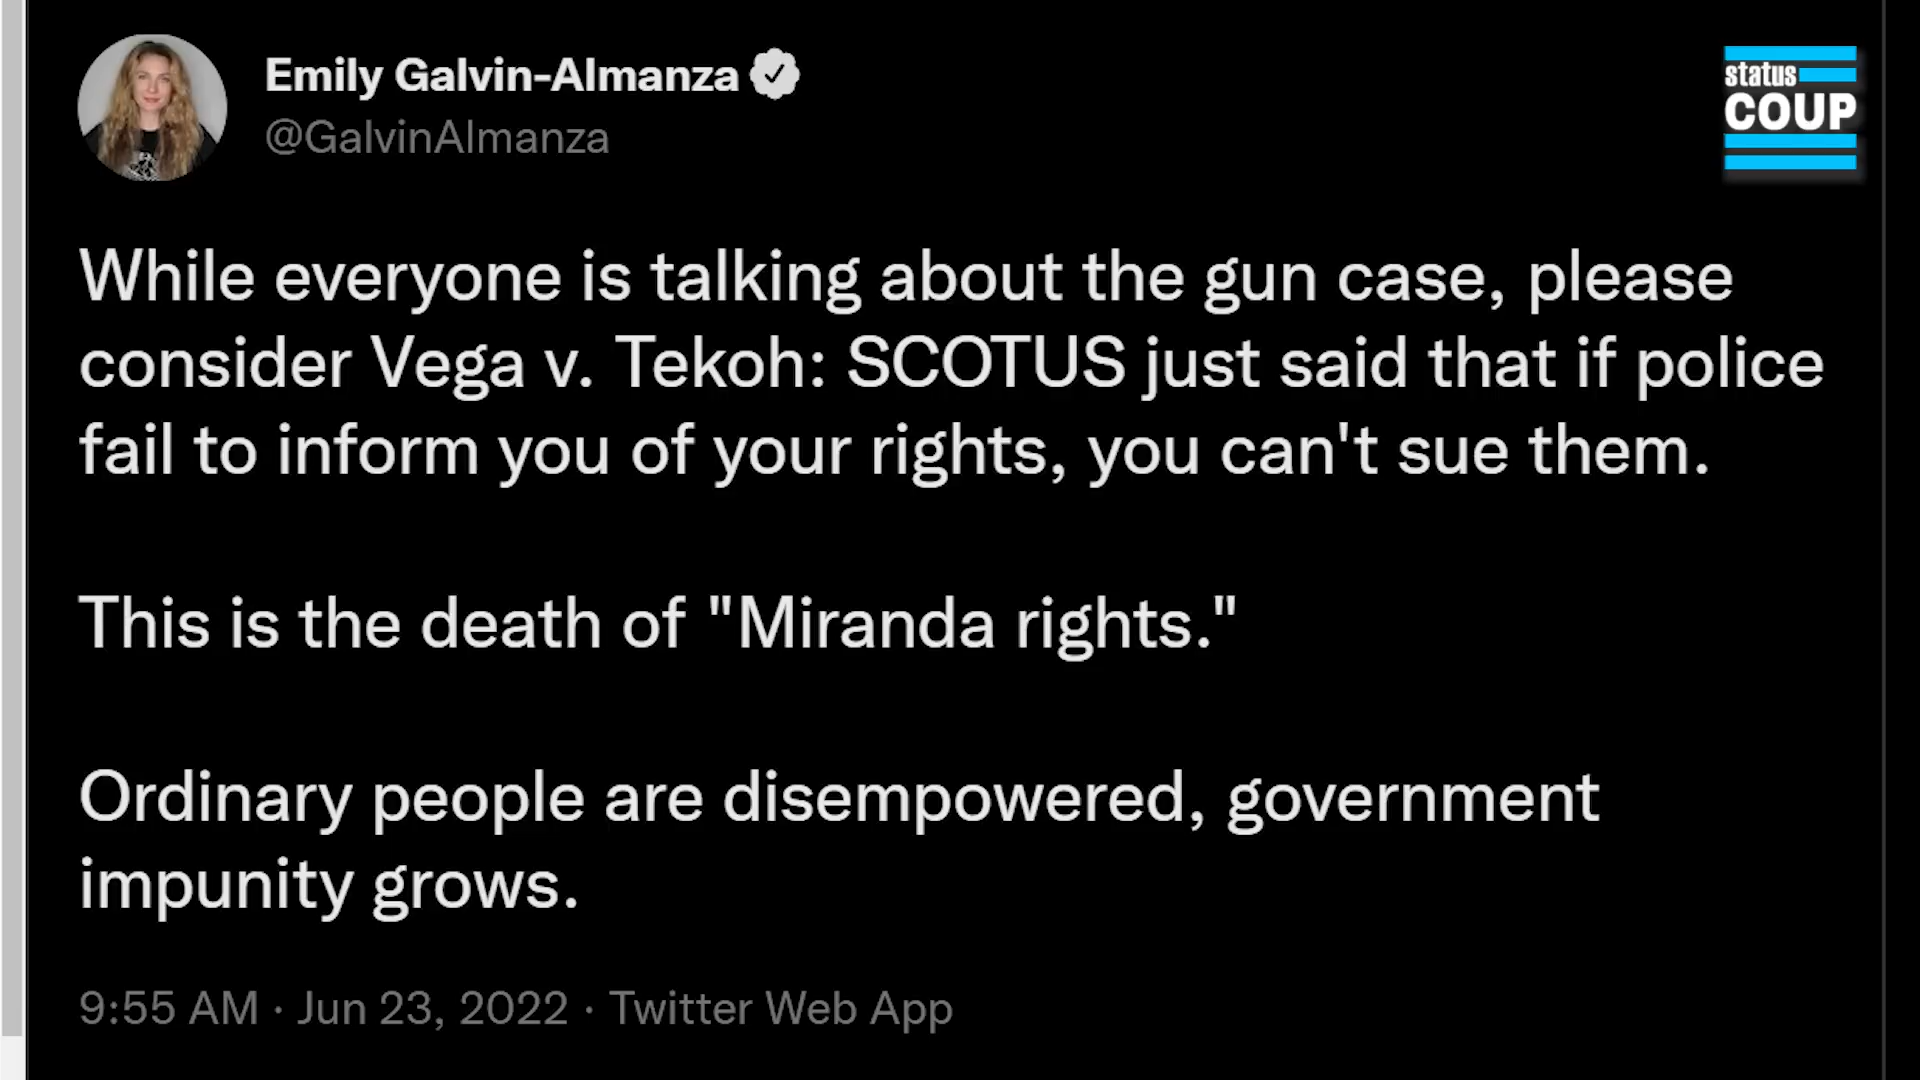 Emily Galvin-Almanza
@GalvinAlmanza
status
COUP
While everyone is talking about the gun case, please
consider Vega v. Tekoh: SCOTUS just said that if police
fail to inform you of your rights, you can't sue them.
This is the death of "Miranda rights."
Ordinary people are disempowered, government
impunity grows.
9:55 AM · Jun 23, 2022 · Twitter Web App